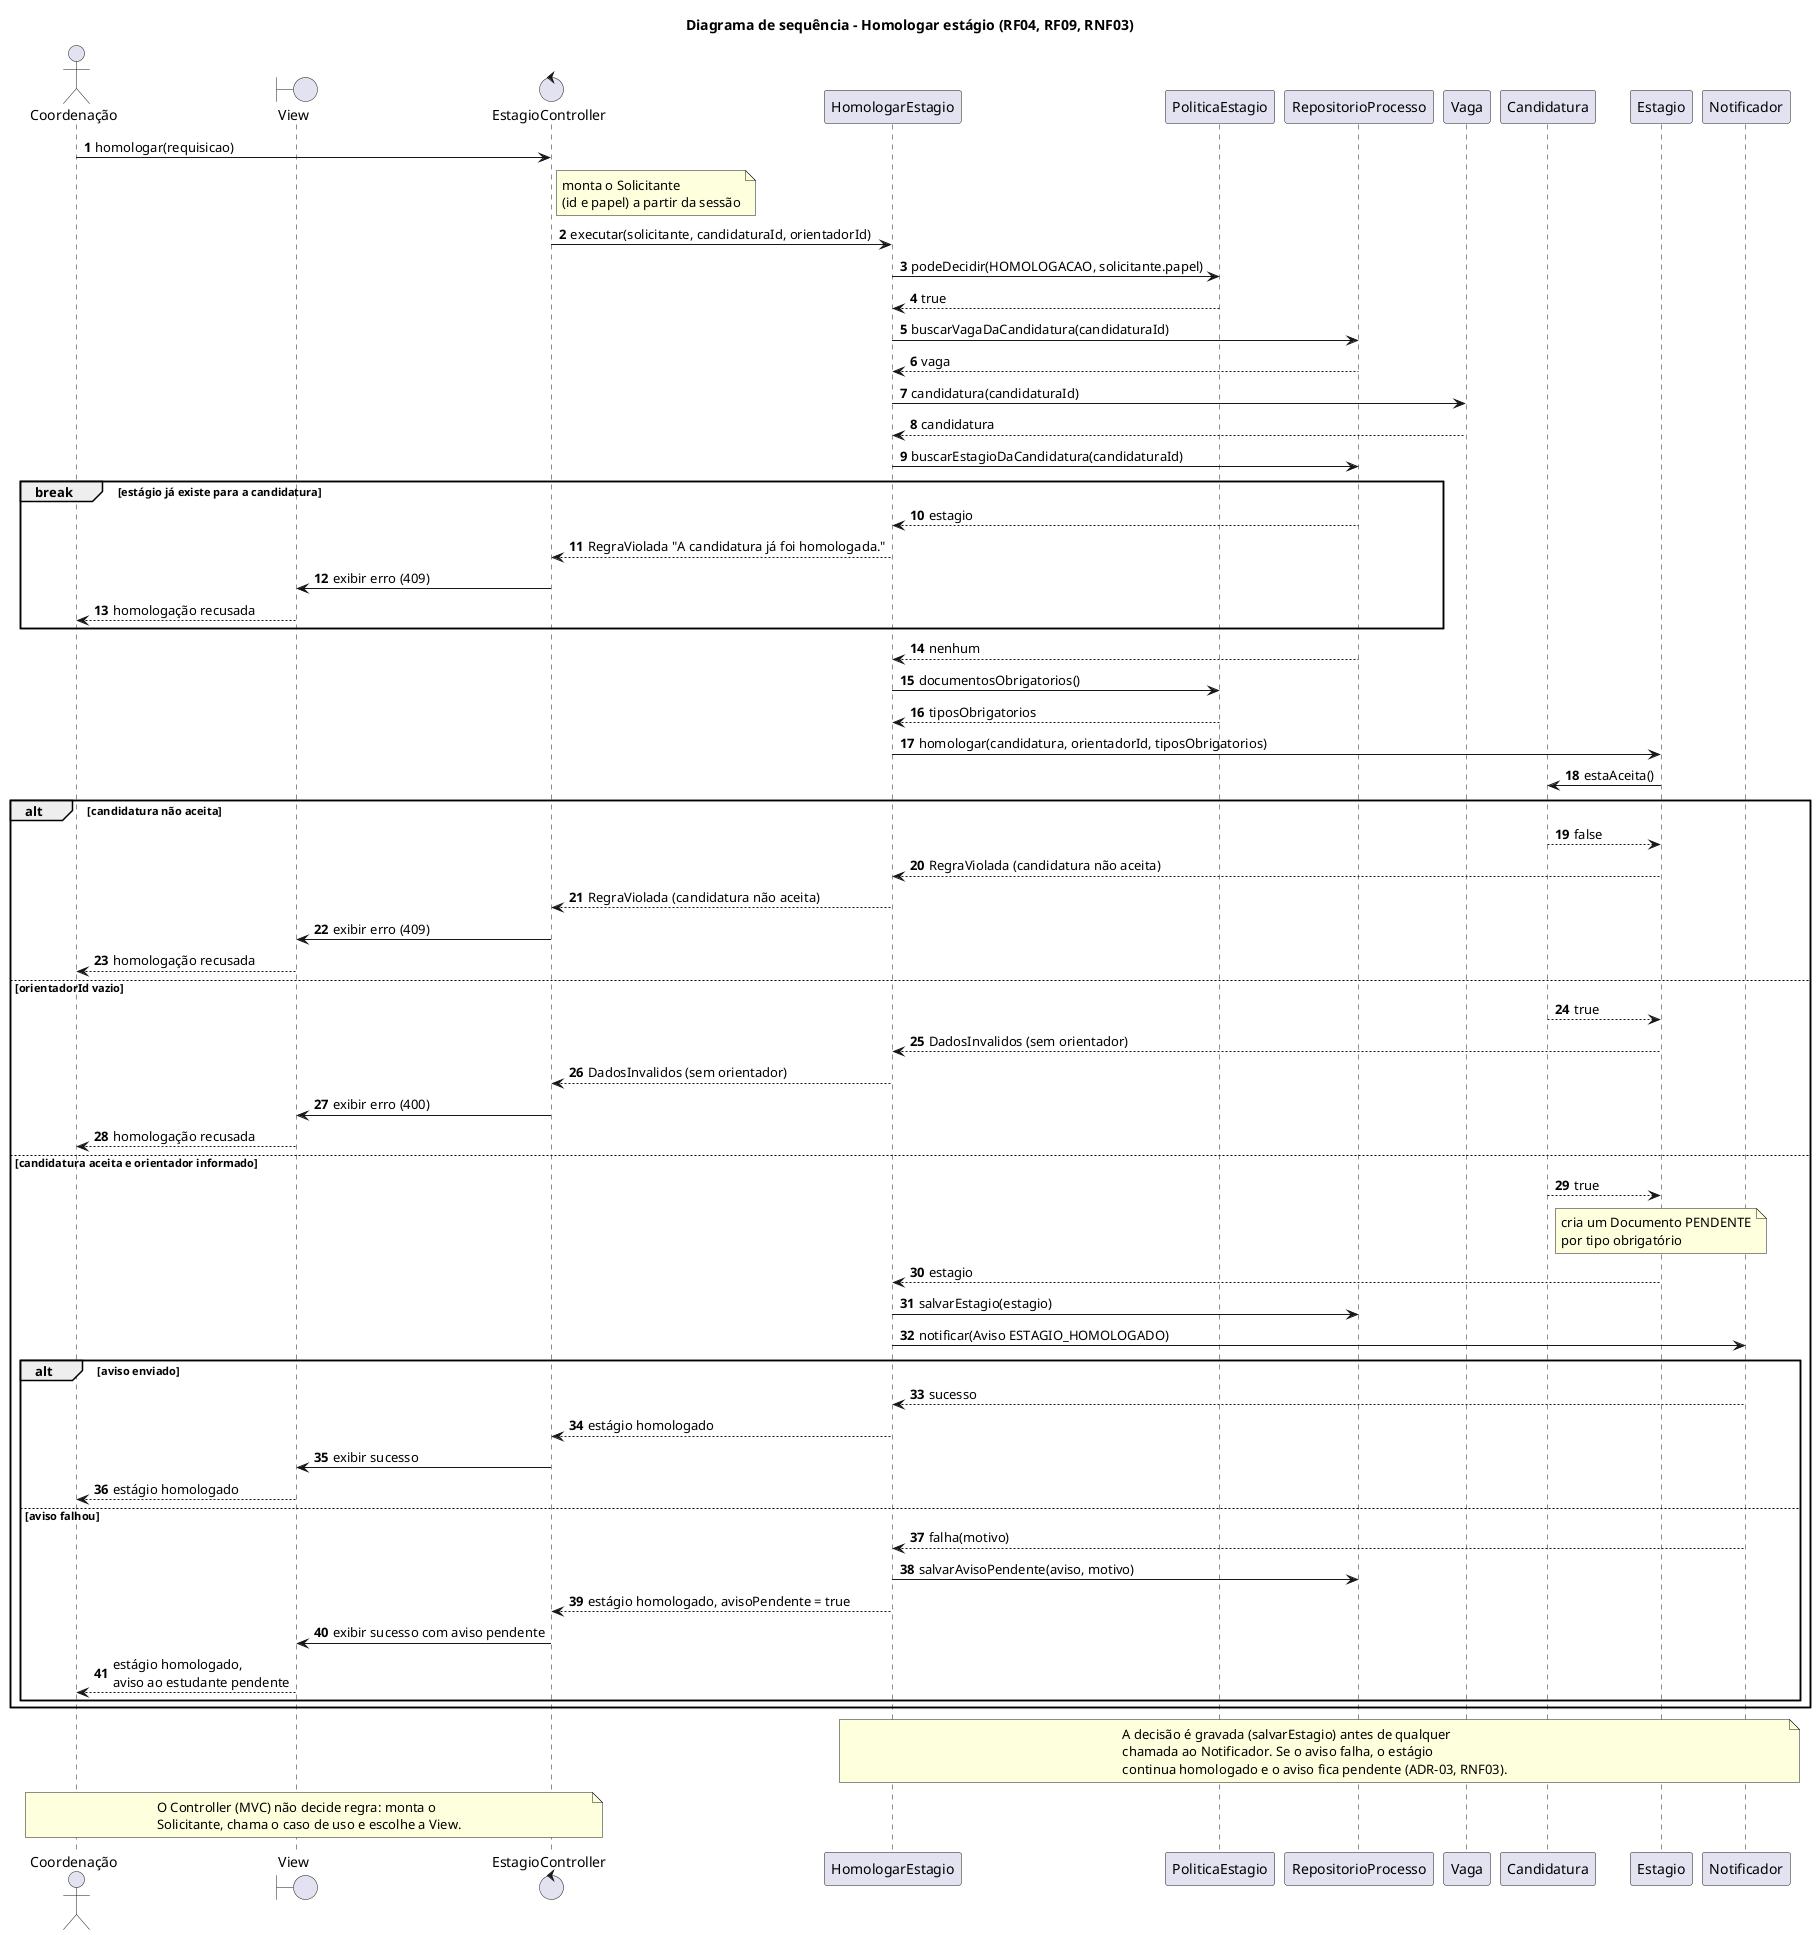 Diagrama de sequência - Homologar estágio (RF04, RF09, RNF03)
Coordenação
View
EstagioController
HomologarEstagio
PoliticaEstagio
RepositorioProcesso
Vaga
Candidatura
Estagio
Notificador
1 homologar(requisicao)
monta o Solicitante
(id e papel) a partir da sessão
2 executar(solicitante, candidaturaId, orientadorId)
3 podeDecidir(HOMOLOGACAO, solicitante.papel)
4 true
5 buscarVagaDaCandidatura(candidaturaId)
6 vaga
7 candidatura(candidaturaId)
8 candidatura
9 buscarEstagioDaCandidatura(candidaturaId)
break [estágio já existe para a candidatura]
10 estagio
11 RegraViolada "A candidatura já foi homologada."
12 exibir erro (409)
13 homologação recusada
14 nenhum
15 documentosObrigatorios()
16 tiposObrigatorios
17 homologar(candidatura, orientadorId, tiposObrigatorios)
18 estaAceita()
alt [candidatura não aceita]
19 false
20 RegraViolada (candidatura não aceita)
21 RegraViolada (candidatura não aceita)
22 exibir erro (409)
23 homologação recusada
[orientadorId vazio]
24 true
25 DadosInvalidos (sem orientador)
26 DadosInvalidos (sem orientador)
27 exibir erro (400)
28 homologação recusada
[candidatura aceita e orientador informado]
29 true
cria um Documento PENDENTE
por tipo obrigatório
30 estagio
31 salvarEstagio(estagio)
32 notificar(Aviso ESTAGIO_HOMOLOGADO)
alt [aviso enviado]
33 sucesso
34 estágio homologado
35 exibir sucesso
36 estágio homologado
[aviso falhou]
37 falha(motivo)
38 salvarAvisoPendente(aviso, motivo)
39 estágio homologado, avisoPendente = true
40 exibir sucesso com aviso pendente
41 estágio homologado,
aviso ao estudante pendente
A decisão é gravada (salvarEstagio) antes de qualquer
chamada ao Notificador. Se o aviso falha, o estágio
continua homologado e o aviso fica pendente (ADR-03, RNF03).
O Controller (MVC) não decide regra: monta o
Solicitante, chama o caso de uso e escolhe a View.
Coordenação
View
EstagioController
HomologarEstagio
PoliticaEstagio
RepositorioProcesso
Vaga
Candidatura
Estagio
Notificador